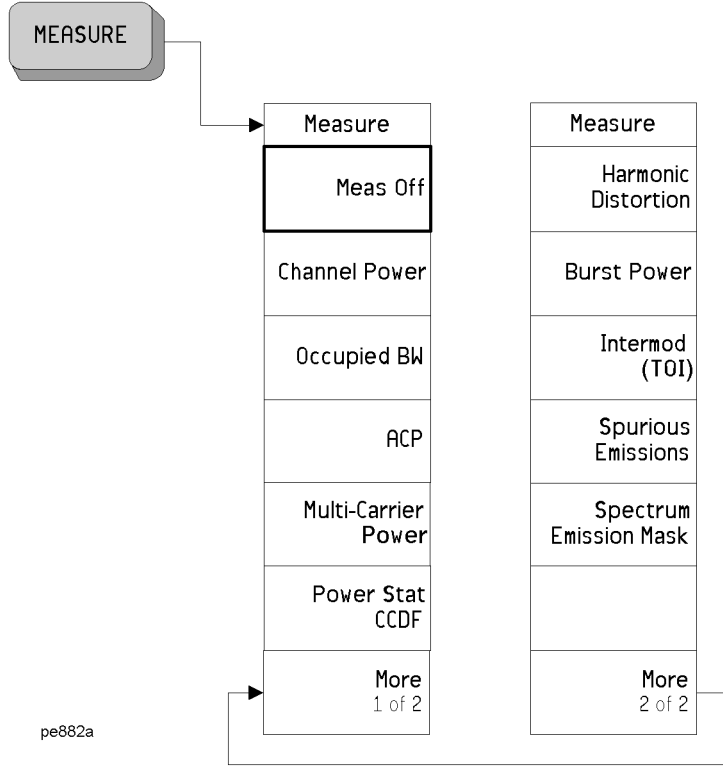 MEASURE
Measure
Meas Off
Channel Power
Occupied BW
ACP
Multi-Carrier
Power
Power Stat
CCDF
More
1 of 2
Measure
Harmonic
Distortion
Burst Power
Intermod
(TOI)
Spurious
Emissions
Spectrum
Emission Mask
More
2 of 2
pe882a